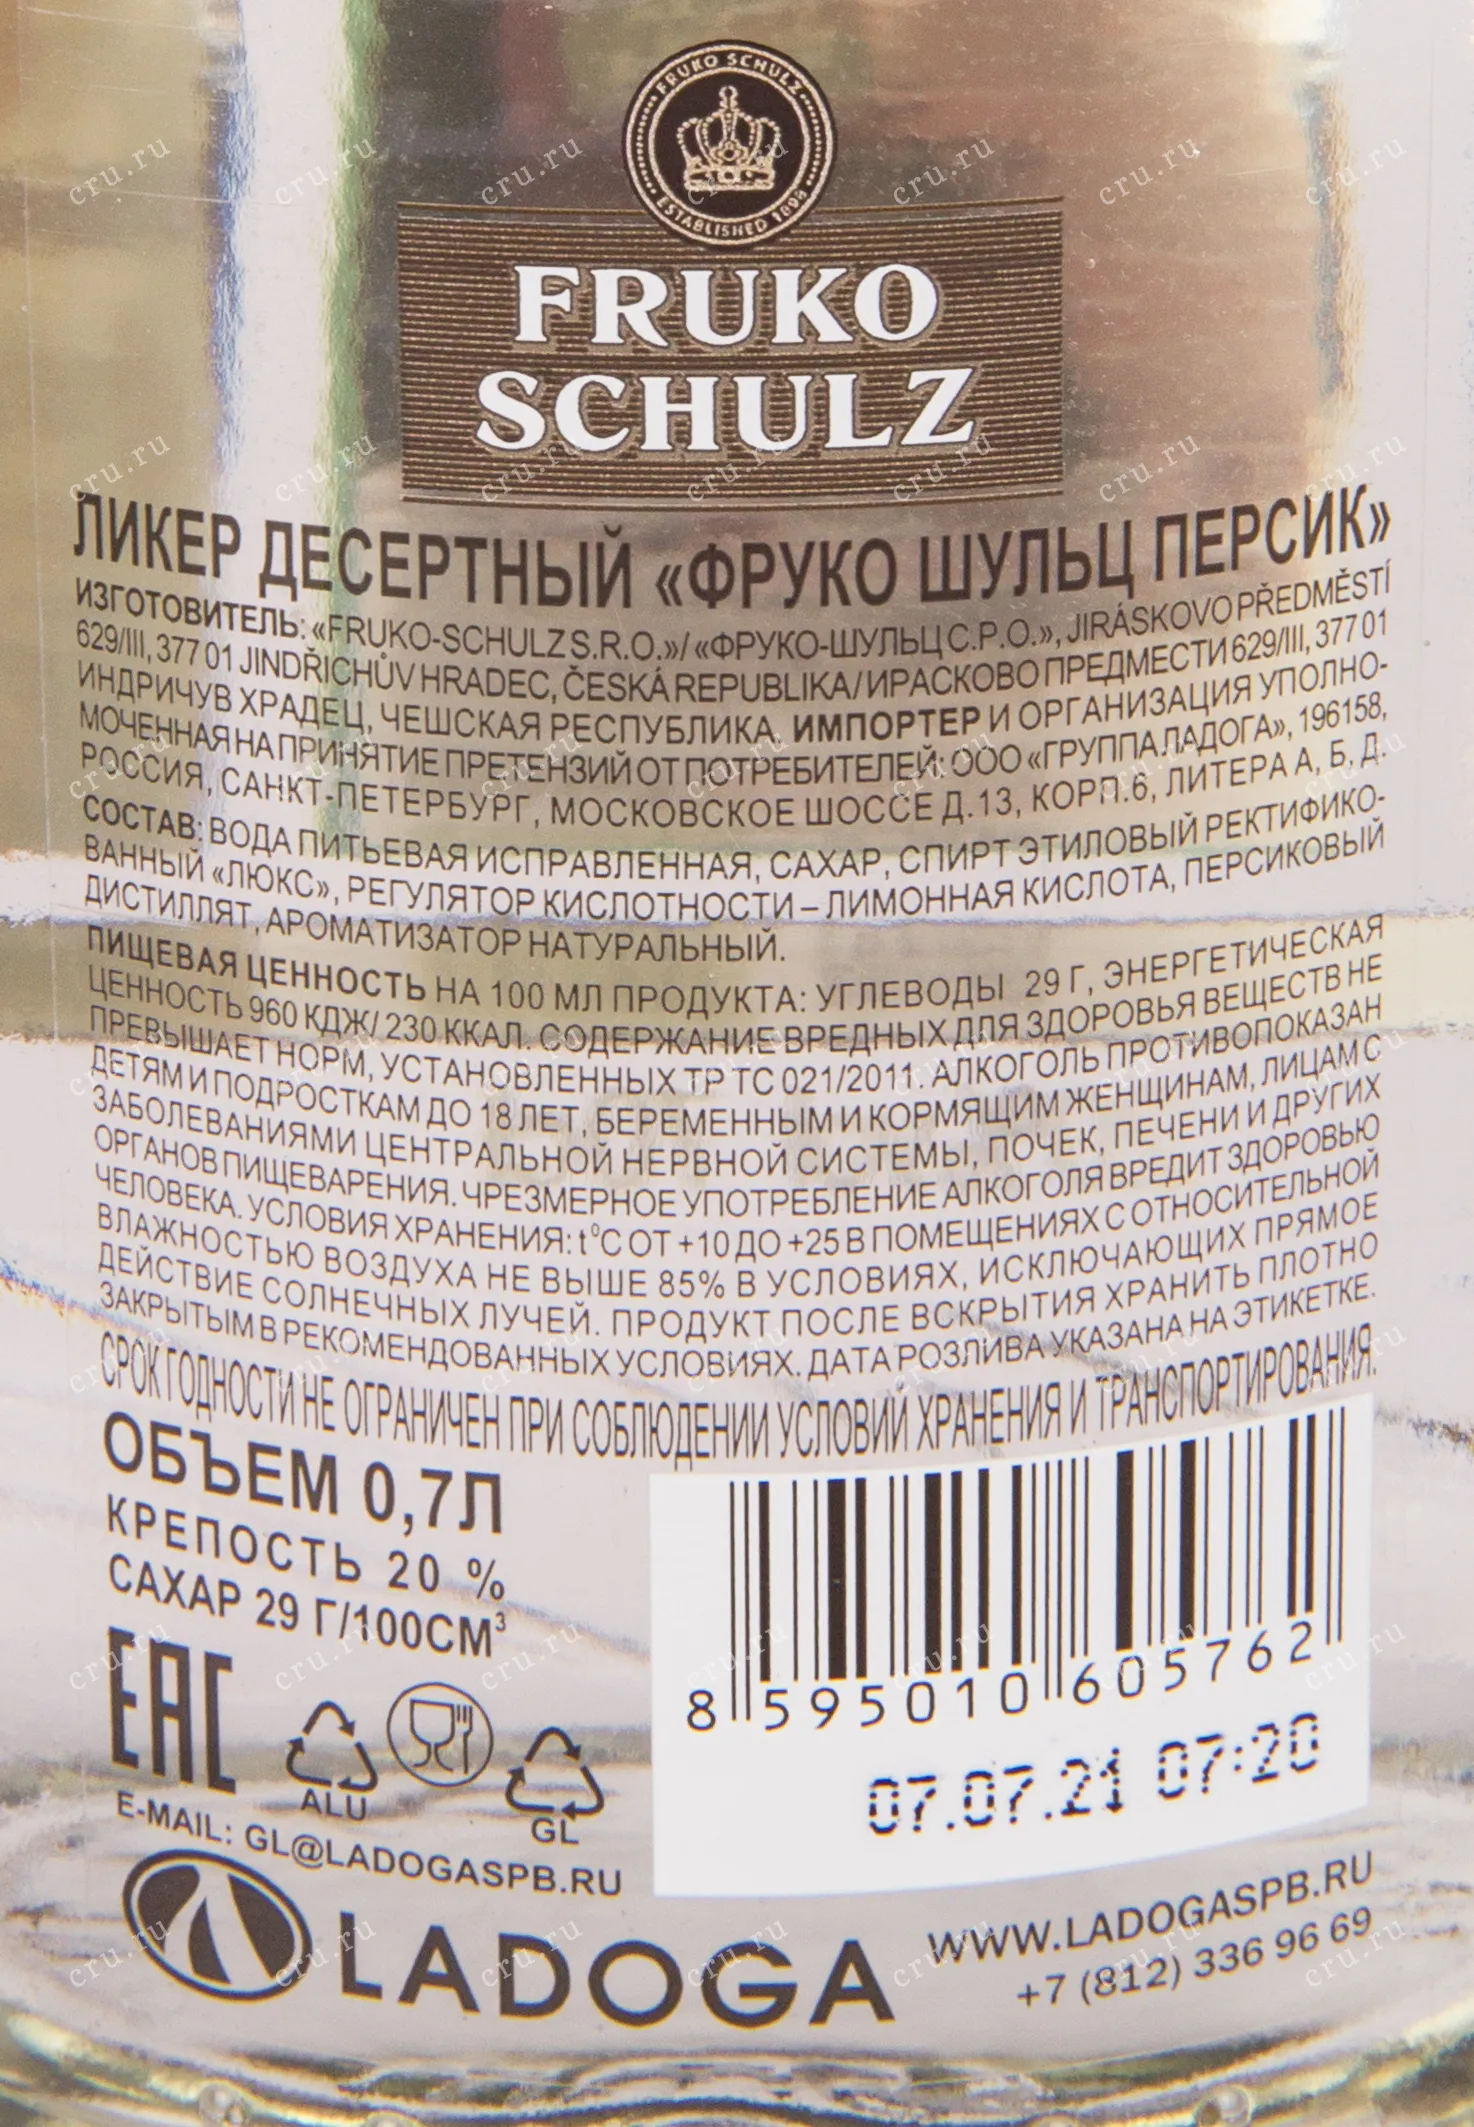 FRUKO SCHULZ
ESTABLISHED 1898
FRUKO
SCHULZ
ЛИКЕР ДЕСЕРТНЫЙ «ФРУКО ШУЛЬЦ ПЕРСИК»
ИЗГОТОВИТЕЛЬ: «FRUKO-SCHULZ S.R.O.»/ «ФРУКО-ШУЛЬЦ С.Р.О.», JIRÁSKOVO PŘEDMĚSTÍ
629/III, 377 01 JINDŘICHŮV HRADEC, ČESKÁ REPUBLIKA/ ИРАСКОВО ПРЕДМЕСТИ 629/III, 377 01
ИНДРИЧУВ ХРАДЕЦ, ЧЕШСКАЯ РЕСПУБЛИКА. ИМПОРТЕР И ОРГАНИЗАЦИЯ УПОЛНО-
МОЧЕННАЯ НА ПРИНЯТИЕ ПРЕТЕНЗИЙ ОТ ПОТРЕБИТЕЛЕЙ: ООО «ГРУППА ЛАДОГА», 196158,
РОССИЯ, САНКТ-ПЕТЕРБУРГ, МОСКОВСКОЕ ШОССЕ Д.13, КОРП.6, ЛИТЕРА А, Б, Д.
СОСТАВ: ВОДА ПИТЬЕВАЯ ИСПРАВЛЕННАЯ, САХАР, СПИРТ ЭТИЛОВЫЙ РЕКТИФИКО-
ВАННЫЙ «ЛЮКС», РЕГУЛЯТОР КИСЛОТНОСТИ – ЛИМОННАЯ КИСЛОТА, ПЕРСИКОВЫЙ
ДИСТИЛЛЯТ, АРОМАТИЗАТОР НАТУРАЛЬНЫЙ.
ПИЩЕВАЯ ЦЕННОСТЬ НА 100 МЛ ПРОДУКТА: УГЛЕВОДЫ 29 Г, ЭНЕРГЕТИЧЕСКАЯ
ЦЕННОСТЬ 960 КДЖ/ 230 ККАЛ. СОДЕРЖАНИЕ ВРЕДНЫХ ДЛЯ ЗДОРОВЬЯ ВЕЩЕСТВ НЕ
ПРЕВЫШАЕТ НОРМ, УСТАНОВЛЕННЫХ ТР ТС 021/2011. АЛКОГОЛЬ ПРОТИВОПОКАЗАН
ДЕТЯМ И ПОДРОСТКАМ ДО 18 ЛЕТ, БЕРЕМЕННЫМ И КОРМЯЩИМ ЖЕНЩИНАМ, ЛИЦАМ С
ЗАБОЛЕВАНИЯМИ ЦЕНТРАЛЬНОЙ НЕРВНОЙ СИСТЕМЫ, ПОЧЕК, ПЕЧЕНИ И ДРУГИХ
ОРГАНОВ ПИЩЕВАРЕНИЯ. ЧРЕЗМЕРНОЕ УПОТРЕБЛЕНИЕ АЛКОГОЛЯ ВРЕДИТ ЗДОРОВЬЮ
ЧЕЛОВЕКА. УСЛОВИЯ ХРАНЕНИЯ: t°С ОТ +10 ДО +25 В ПОМЕЩЕНИЯХ С ОТНОСИТЕЛЬНОЙ
ВЛАЖНОСТЬЮ ВОЗДУХА НЕ ВЫШЕ 85% В УСЛОВИЯХ, ИСКЛЮЧАЮЩИХ ПРЯМОЕ
ДЕЙСТВИЕ СОЛНЕЧНЫХ ЛУЧЕЙ. ПРОДУКТ ПОСЛЕ ВСКРЫТИЯ ХРАНИТЬ ПЛОТНО
ЗАКРЫТЫМ В РЕКОМЕНДОВАННЫХ УСЛОВИЯХ. ДАТА РОЗЛИВА УКАЗАНА НА ЭТИКЕТКЕ.
СРОК ГОДНОСТИ НЕ ОГРАНИЧЕН ПРИ СОБЛЮДЕНИИ УСЛОВИЙ ХРАНЕНИЯ И ТРАНСПОРТИРОВАНИЯ.
ОБЪЕМ 0,7Л
КРЕПОСТЬ 20 %
САХАР 29 Г/100СМ³
EAC
ALU
GL
E-MAIL: GL@LADOGASPB.RU
LADOGA
8 595010 605762
07.07.21 07:20
WWW.LADOGASPB.RU
+7 (812) 336 96 69
cru.ru